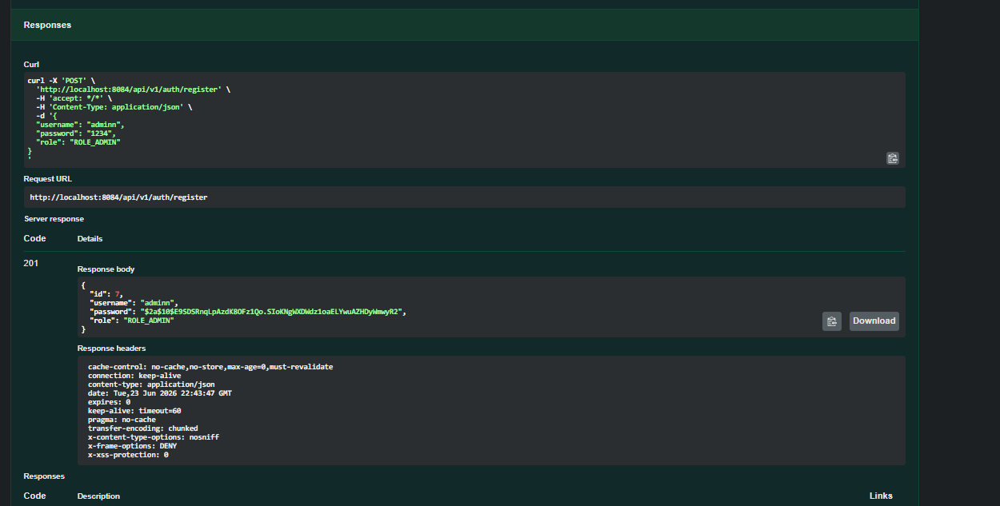 Responses
Curl
curl -X 'POST' \
'http://localhost:8084/api/v1/auth/register' \
-H 'accept: */*' \
-H 'Content-Type: application/json' \
-d '{
"username": "adminn",
"password": "1234",
"role": "ROLE_ADMIN"
}
'
Request URL
http://localhost:8084/api/v1/auth/register
Server response
Code Details
201
Response body
{
"id": 7,
"username": "adminn",
"password": "$2a$10$E9SDSRnqLpAzdK8OFz1Qo.SIoKNgWXDWdz1oaELYwuAZHDyWmwyR2",
"role": "ROLE_ADMIN"
}
Download
Response headers
cache-control: no-cache,no-store,max-age=0,must-revalidate
connection: keep-alive
content-type: application/json
date: Tue,23 Jun 2026 22:43:47 GMT
expires: 0
keep-alive: timeout=60
pragma: no-cache
transfer-encoding: chunked
x-content-type-options: nosniff
x-frame-options: DENY
x-xss-protection: 0
Responses
Code Description Links